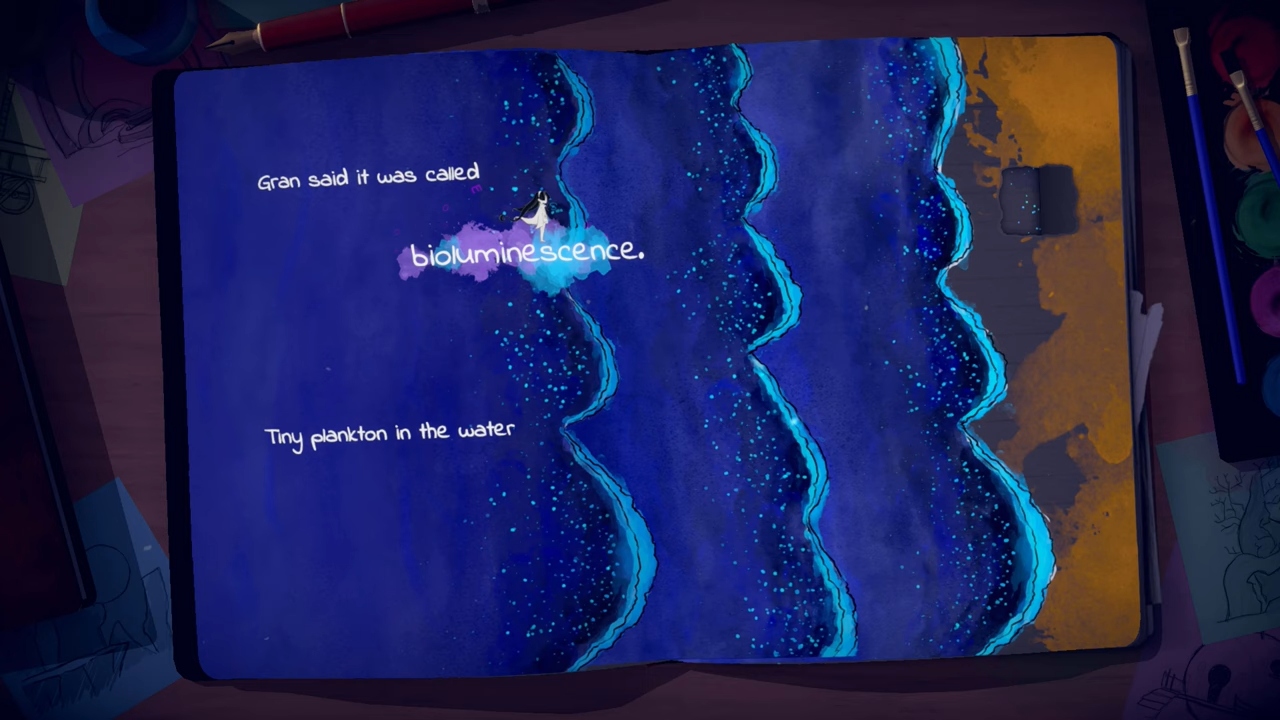 Gran said it was called
bioluminescence.
Tiny plankton in the water